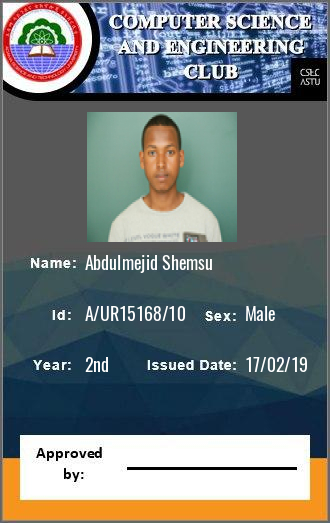 COMPUTER SCIENCE
AND ENGINEERING
CLUB
CSEC
ASTU
Name: Abdulmejid Shemsu
Id: A/UR15168/10 Sex: Male
Year: 2nd Issued Date: 17/02/19
Approved
by: